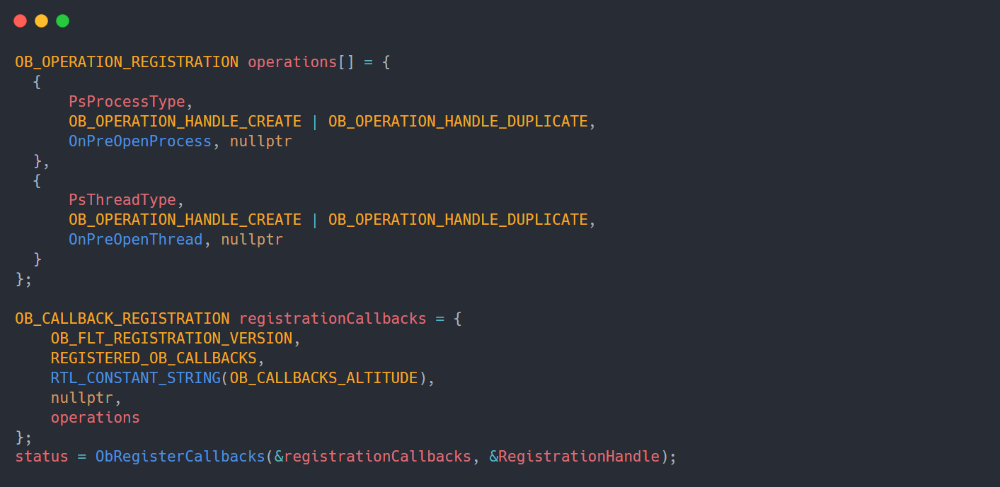 OB_OPERATION_REGISTRATION operations[] = {
  {
      PsProcessType,
      OB_OPERATION_HANDLE_CREATE | OB_OPERATION_HANDLE_DUPLICATE,
      OnPreOpenProcess, nullptr
  },
  {
      PsThreadType,
      OB_OPERATION_HANDLE_CREATE | OB_OPERATION_HANDLE_DUPLICATE,
      OnPreOpenThread, nullptr
  }
};

OB_CALLBACK_REGISTRATION registrationCallbacks = {
    OB_FLT_REGISTRATION_VERSION,
    REGISTERED_OB_CALLBACKS,
    RTL_CONSTANT_STRING(OB_CALLBACKS_ALTITUDE),
    nullptr,
    operations
};
status = ObRegisterCallbacks(&registrationCallbacks, &RegistrationHandle);